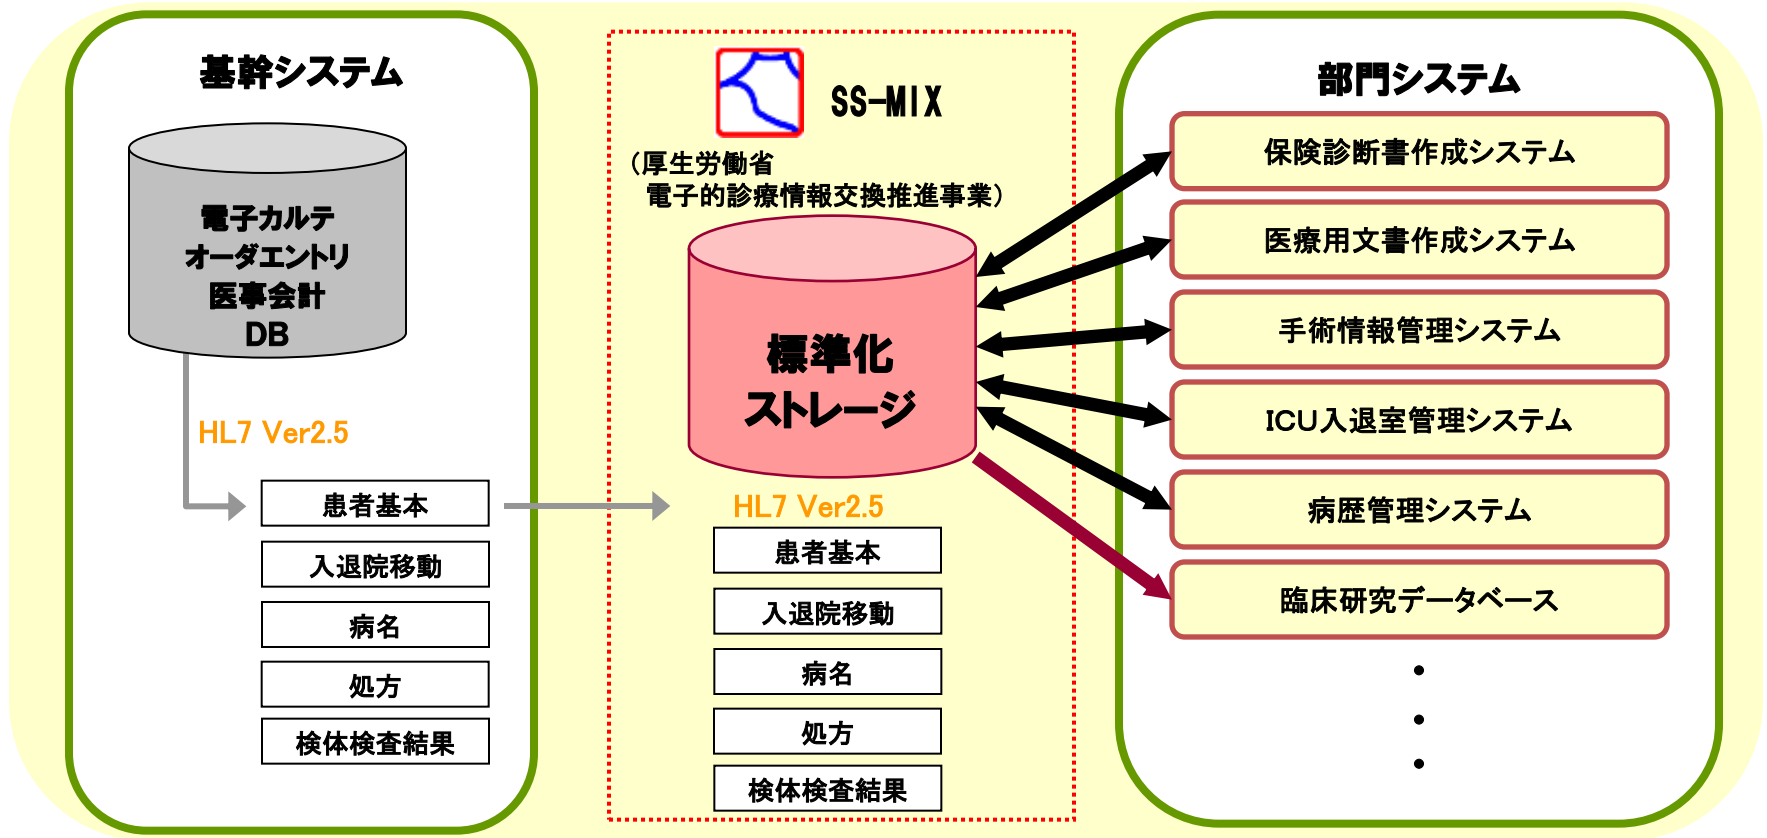 基幹システム
電子カルテ
オーダエントリ
医事会計
DB
HL7 Ver2.5
患者基本
入退院移動
病名
処方
検体検査結果
SS-MIX
（厚生労働省
電子的診療情報交換推進事業）
標準化
ストレージ
HL7 Ver2.5
患者基本
入退院移動
病名
処方
検体検査結果
部門システム
保険診断書作成システム
医療用文書作成システム
手術情報管理システム
ICU入退室管理システム
病歴管理システム
臨床研究データベース
・
・
・